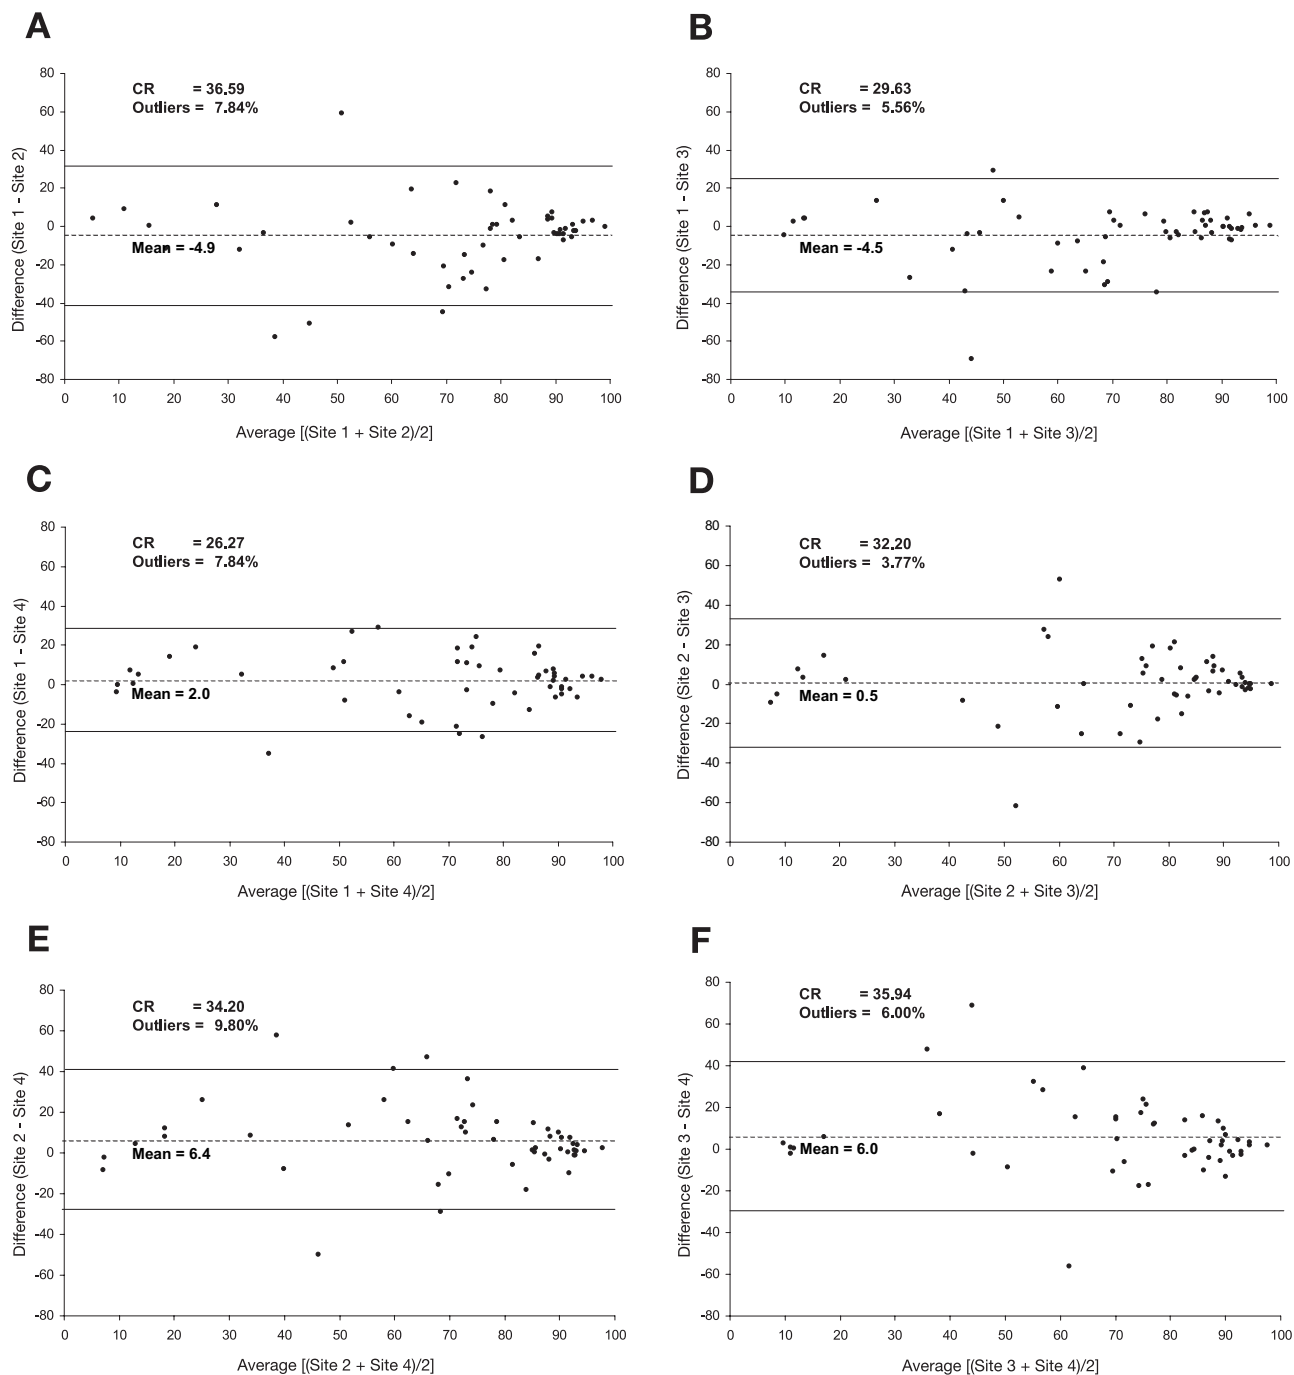 A
CR = 36.59
Outliers = 7.84%
Mean = -4.9
Difference (Site 1 - Site 2)
80
60
40
20
0
-20
-40
-60
-80
0 10 20 30 40 50 60 70 80 90 100
Average [(Site 1 + Site 2)/2]
B
CR = 29.63
Outliers = 5.56%
Mean = -4.5
Difference (Site 1 - Site 3)
80
60
40
20
0
-20
-40
-60
-80
0 10 20 30 40 50 60 70 80 90 100
Average [(Site 1 + Site 3)/2]
C
CR = 26.27
Outliers = 7.84%
Mean = 2.0
Difference (Site 1 - Site 4)
80
60
40
20
0
-20
-40
-60
-80
0 10 20 30 40 50 60 70 80 90 100
Average [(Site 1 + Site 4)/2]
D
CR = 32.20
Outliers = 3.77%
Mean = 0.5
Difference (Site 2 - Site 3)
80
60
40
20
0
-20
-40
-60
-80
0 10 20 30 40 50 60 70 80 90 100
Average [(Site 2 + Site 3)/2]
E
CR = 34.20
Outliers = 9.80%
Mean = 6.4
Difference (Site 2 - Site 4)
80
60
40
20
0
-20
-40
-60
-80
0 10 20 30 40 50 60 70 80 90 100
Average [(Site 2 + Site 4)/2]
F
CR = 35.94
Outliers = 6.00%
Mean = 6.0
Difference (Site 3 - Site 4)
80
60
40
20
0
-20
-40
-60
-80
0 10 20 30 40 50 60 70 80 90 100
Average [(Site 3 + Site 4)/2]